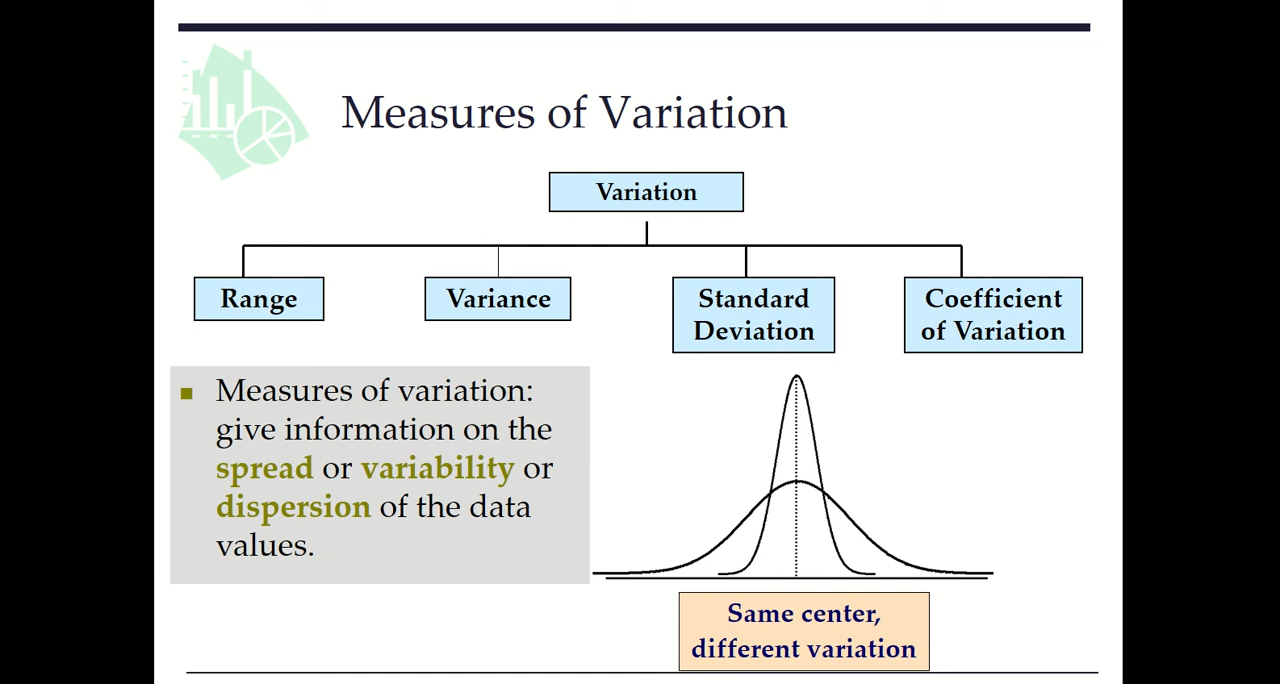 Measures of Variation
Variation
Range
Variance
Standard
Deviation
Coefficient
of Variation
Measures of variation:
give information on the
spread or variability or
dispersion of the data
values.
Same center,
different variation